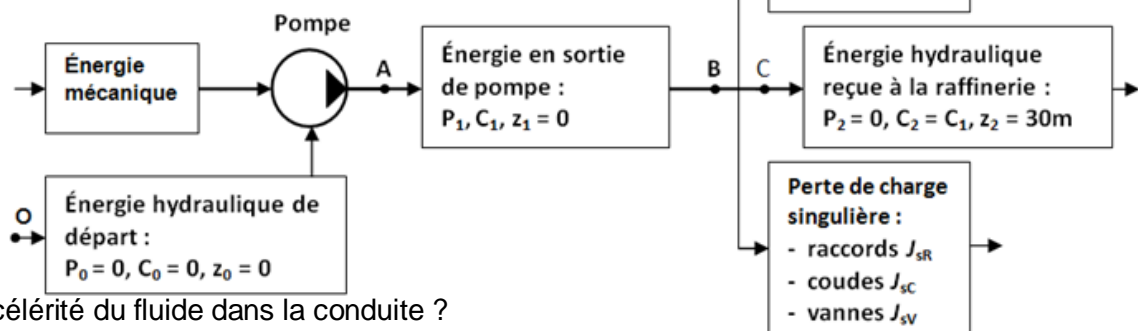 Pompe
Énergie
mécanique
A
Énergie en sortie
de pompe :
P₁, C₁, z₁ = 0
B
C
Énergie hydraulique
reçue à la raffinerie :
P₂ = 0, C₂ = C₁, z₂ = 30m
O
Énergie hydraulique de
départ :
P₀ = 0, C₀ = 0, z₀ = 0
Perte de charge
singulière :
- raccords JsR
- coudes JsC
- vannes JsV
célérité du fluide dans la conduite ?